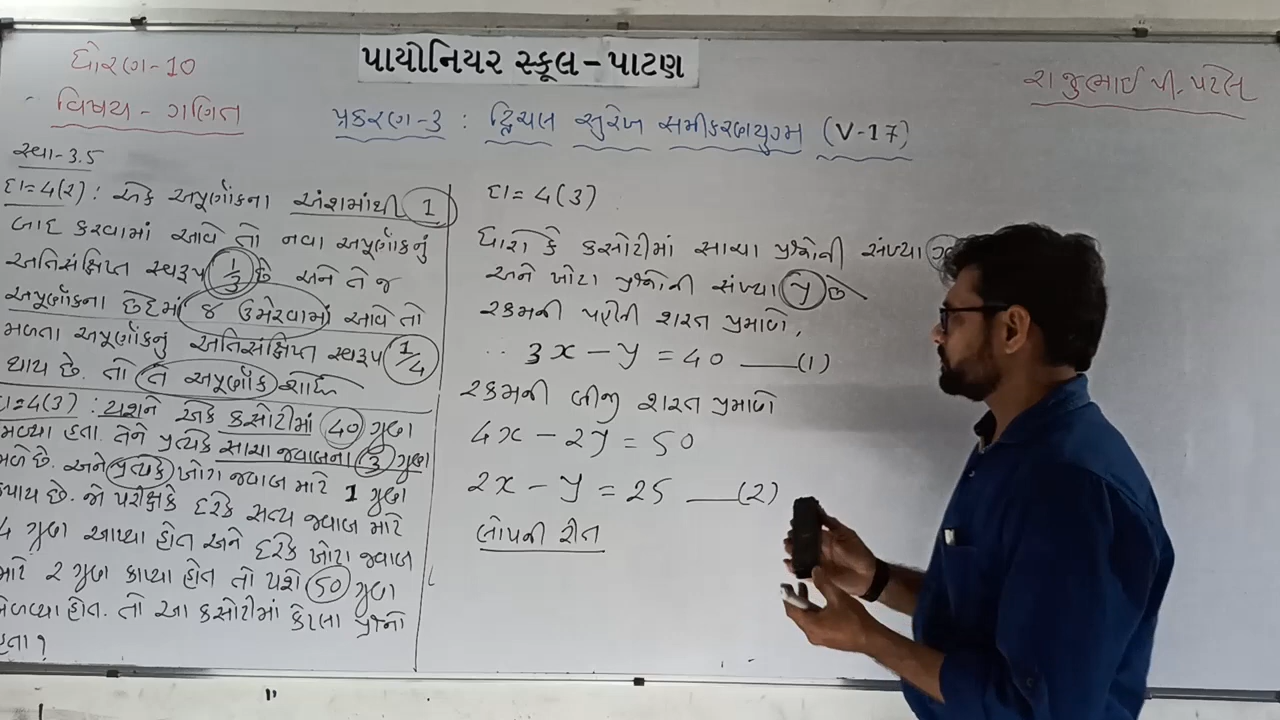 પાયોનિયર સ્કૂલ - પાટણ
ધોરણ-10
વિષય - ગણિત
રાજુભાઈ પી. પટેલ
પ્રકરણ-3 : દ્વિચલ સુરેખ સમીકરણયુગ્મ (V-17)
સ્વા-3.5
દા=4(2) : એક અપૂર્ણાંકના અંશમાંથી 1
બાદ કરવામાં આવે તો નવા અપૂર્ણાંકનું
અતિસંક્ષિપ્ત સ્વરૂપ 1/3 છે અને તે જ
અપૂર્ણાંકના છેદમાં ૪ ઉમેરવામાં આવે તો
મળતા અપૂર્ણાંકનું અતિસંક્ષિપ્ત સ્વરૂપ 1/4
થાય છે. તો તે અપૂર્ણાંક શોધો
દા=4(3) : યશને એક કસોટીમાં 40 ગુણ
મળ્યા હતા. તેને પ્રત્યેક સાચા જવાબના 3 ગુણ
મળે છે. અને પ્રત્યેક ખોટા જવાબ માટે 1 ગુણ
કપાય છે. જો પરીક્ષકે દરેક સત્ય જવાબ માટે
4 ગુણ આપ્યા હોત અને દરેક ખોટા જવાબ
માટે 2 ગુણ કાપ્યા હોત તો યશે 50 ગુણ
મેળવ્યા હોત. તો આ કસોટીમાં કેટલા પ્રશ્નો
હતા ?
દા=4(3)
ધારો કે કસોટીમાં સાચા પ્રશ્નોની સંખ્યા
અને ખોટા પ્રશ્નોની સંખ્યા y છે
રકમની પહેલી શરત પ્રમાણે,
∴ 3x - y = 40 ——(1)
રકમની બીજી શરત પ્રમાણે
4x - 2y = 50
2x - y = 25 ——(2)
લોપની રીત